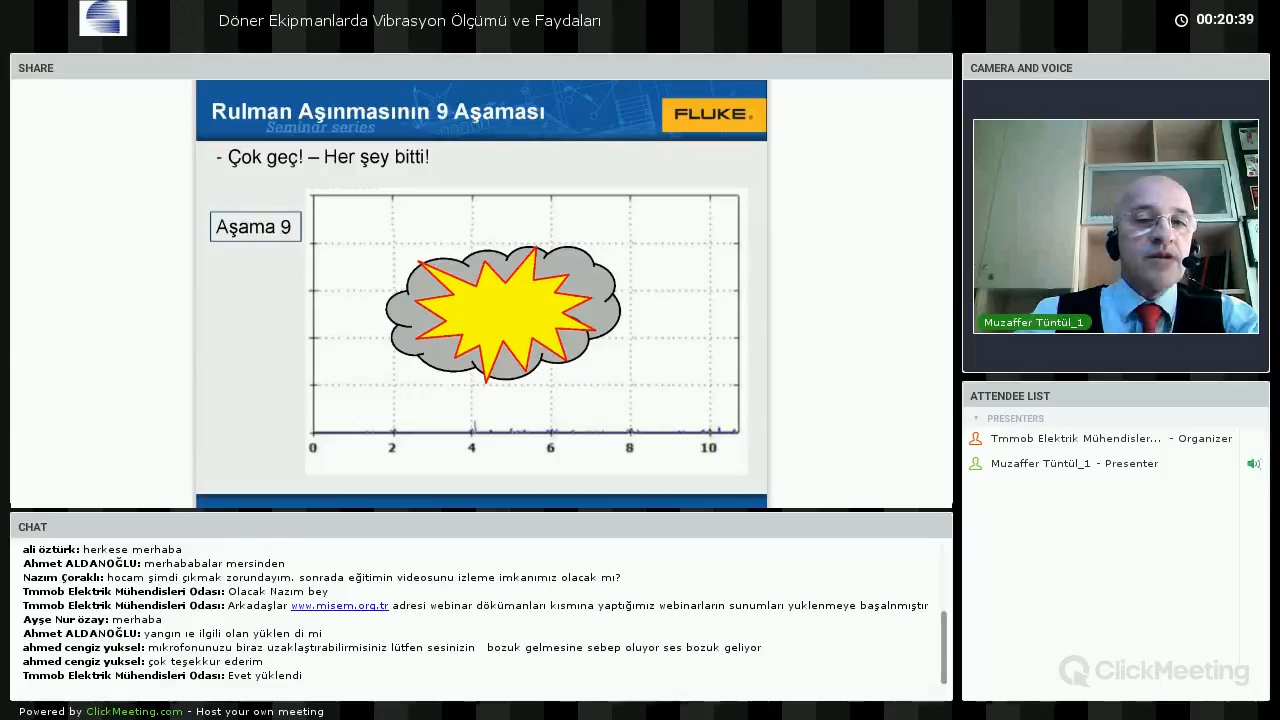 Döner Ekipmanlarda Vibrasyon Ölçümü ve Faydaları
00:20:39
SHARE
Rulman Aşınmasının 9 Aşaması
Seminar series
FLUKE®
- Çok geç! – Her şey bitti!
Aşama 9
0 2 4 6 8 10
CAMERA AND VOICE
Muzaffer Tüntül_1
ATTENDEE LIST
PRESENTERS
Tmmob Elektrik Mühendisler... - Organizer
Muzaffer Tüntül_1 - Presenter
CHAT
ali öztürk: herkese merhaba
Ahmet ALDANOĞLU: merhababalar mersinden
Nazım Çoraklı: hocam şimdi çıkmak zorundayım. sonrada eğitimin videosunu izleme imkanımız olacak mı?
Tmmob Elektrik Mühendisleri Odası: Olacak Nazım bey
Tmmob Elektrik Mühendisleri Odası: Arkadaşlar www.misem.org.tr adresi webinar dökümanları kısmına yaptığımız webinarların sunumları yuklenmeye başalnmıştır
Ayşe Nur özay: merhaba
Ahmet ALDANOĞLU: yangın ıe ilgili olan yüklen di mi
ahmed cengiz yuksel: mıkrofonunuzu biraz uzaklaştırabilirmisiniz lütfen sesinizin bozuk gelmesine sebep oluyor ses bozuk geliyor
ahmed cengiz yuksel: çok teşekkur ederim
Tmmob Elektrik Mühendisleri Odası: Evet yüklendi
ClickMeeting
Powered by ClickMeeting.com - Host your own meeting